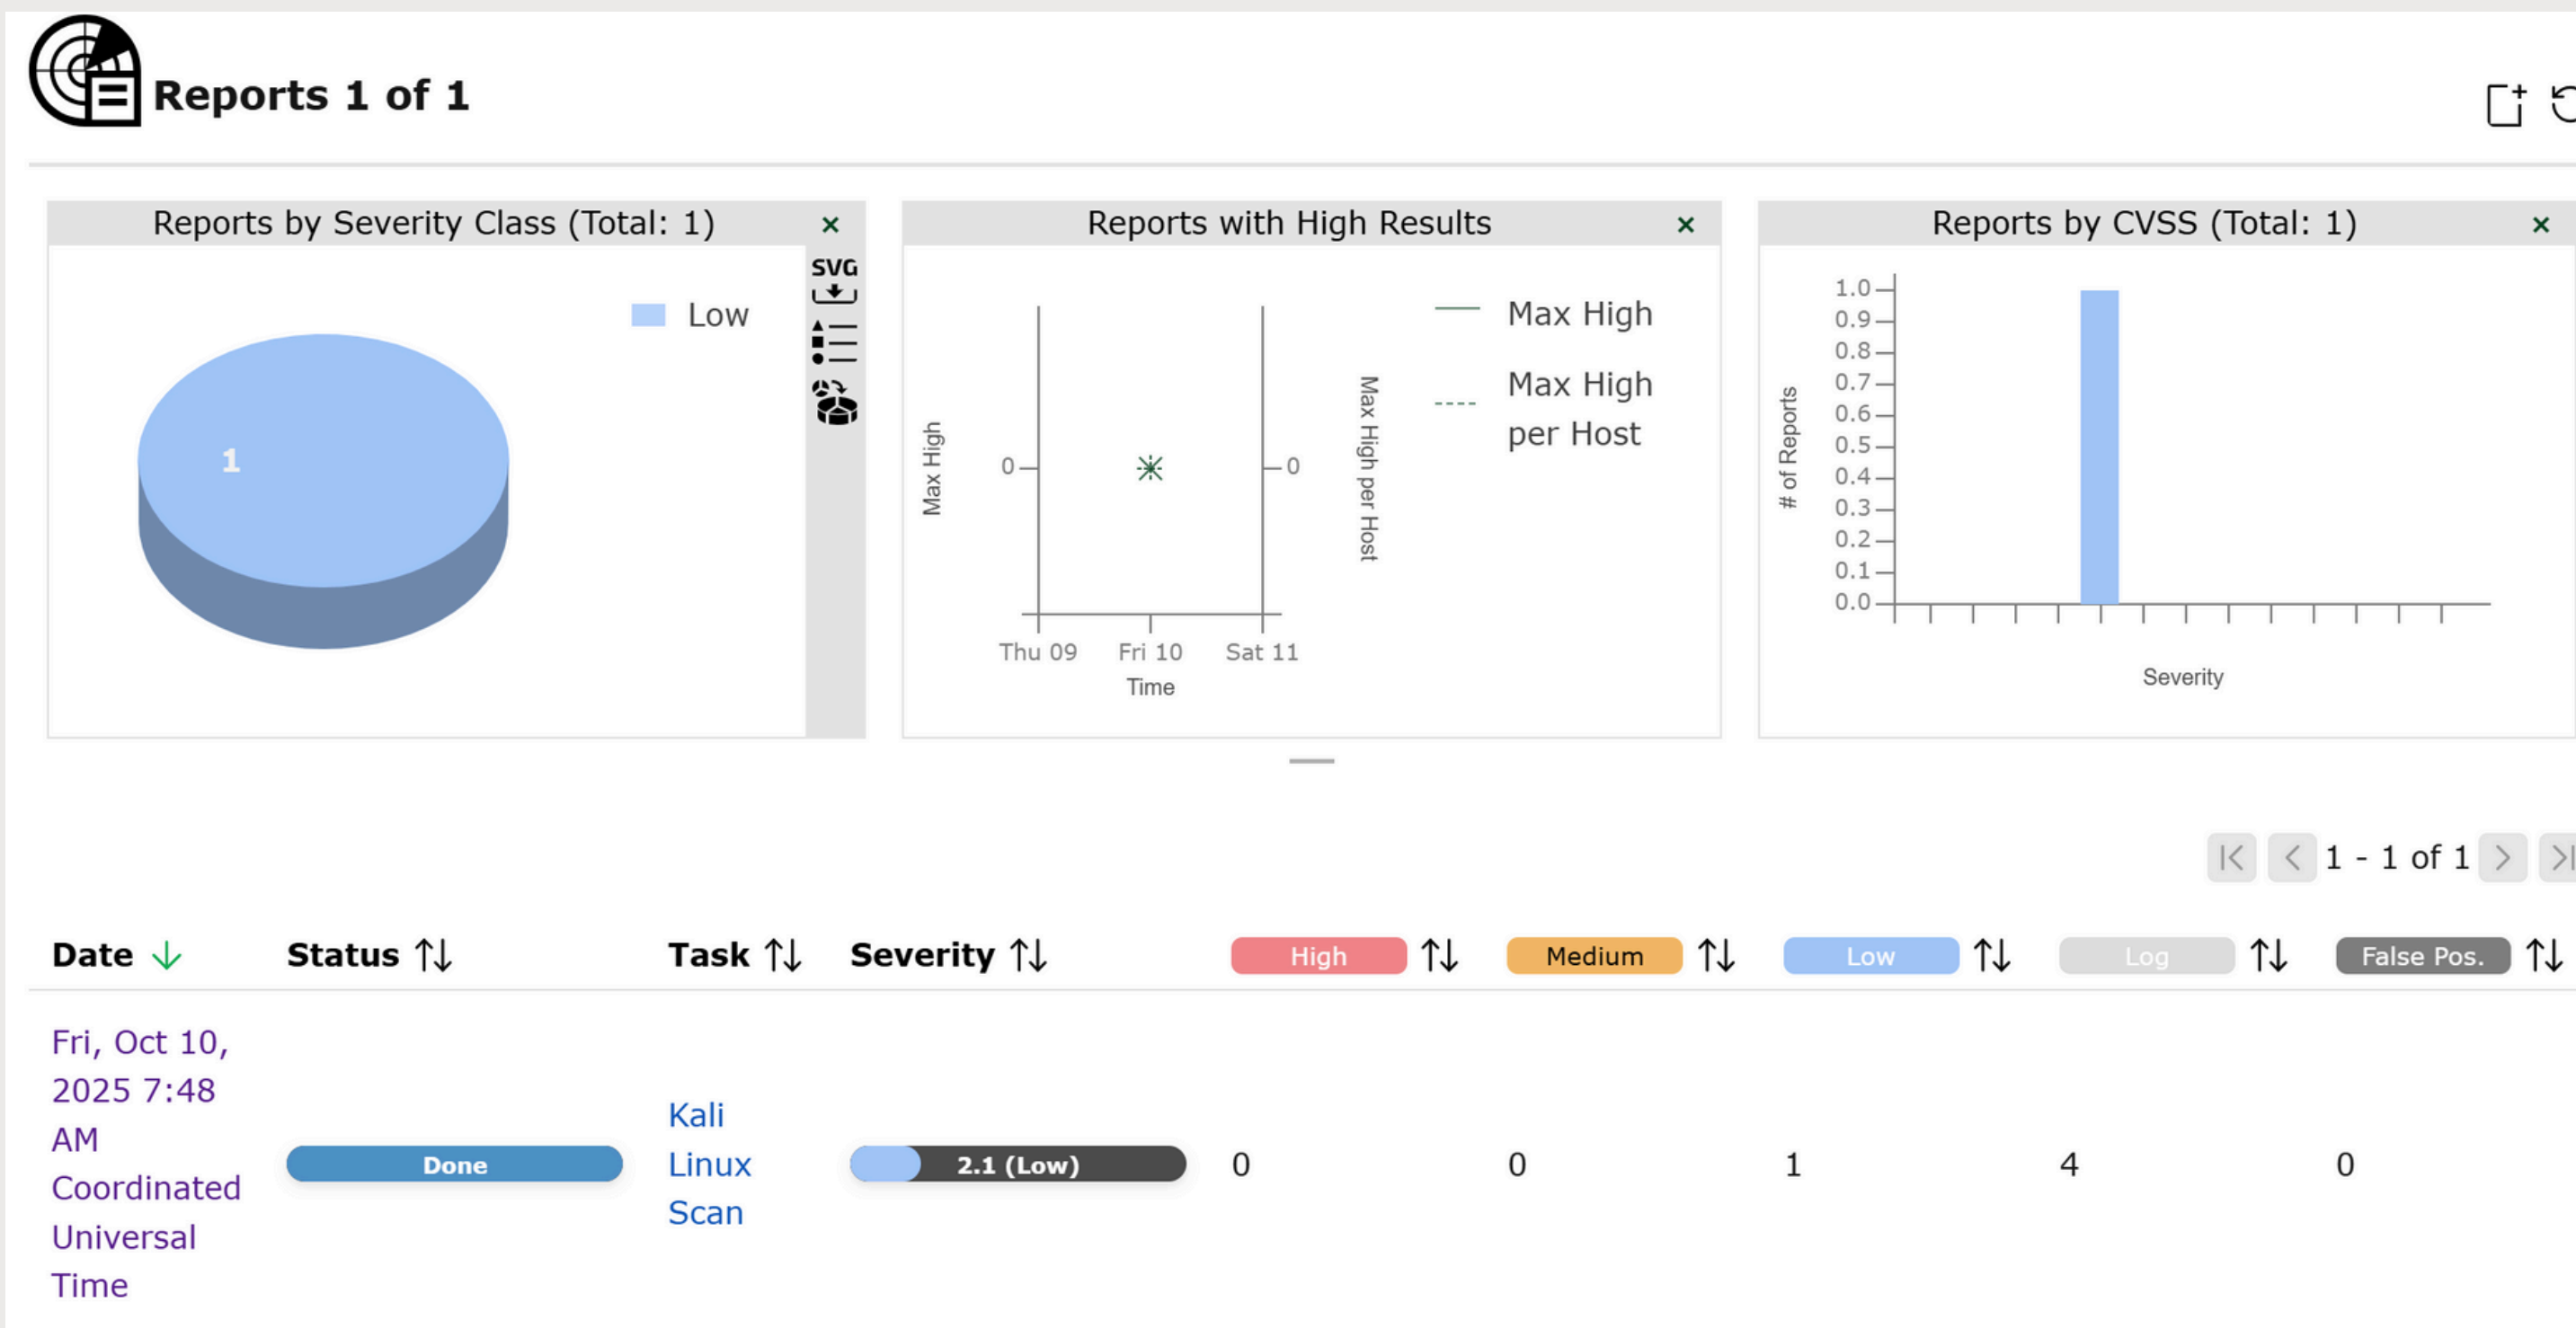 Reports 1 of 1
Reports by Severity Class (Total: 1)
×
SVG
Low
1
Reports with High Results
×
Max High
0
0
Max High per Host
Thu 09
Fri 10
Sat 11
Time
Max High
Max High
per Host
Reports by CVSS (Total: 1)
×
# of Reports
1.0
0.9
0.8
0.7
0.6
0.5
0.4
0.3
0.2
0.1
0.0
Severity
1 - 1 of 1
Date Status Task Severity High Medium Low Log False Pos.
Fri, Oct 10,
2025 7:48
AM
Coordinated
Universal
Time
Done
Kali
Linux
Scan
2.1 (Low)
0
0
1
4
0